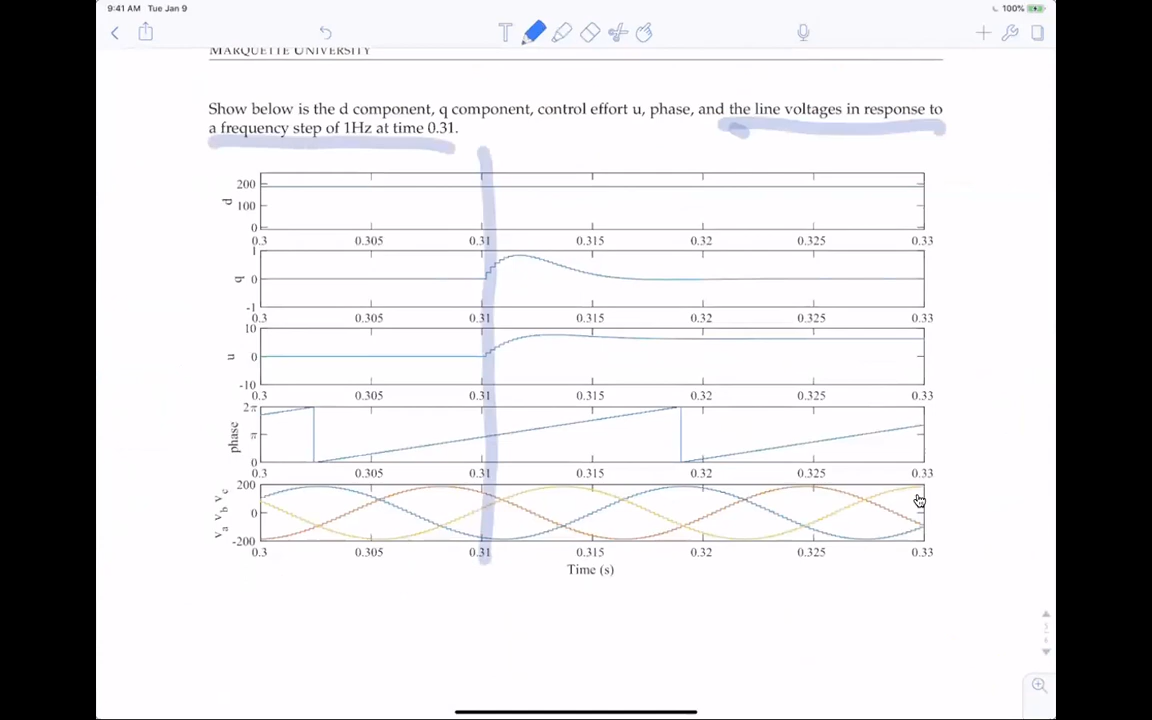 9:41 AM Tue Jan 9
100%
T
MARQUETTE UNIVERSITY
Show below is the d component, q component, control effort u, phase, and the line voltages in response to
a frequency step of 1Hz at time 0.31.
200
100
0
d
0.3 0.305 0.31 0.315 0.32 0.325 0.33
1
0
-1
q
0.3 0.305 0.31 0.315 0.32 0.325 0.33
10
0
-10
u
0.3 0.305 0.31 0.315 0.32 0.325 0.33
2π
π
0
phase
0.3 0.305 0.31 0.315 0.32 0.325 0.33
200
0
-200
va vb vc
0.3 0.305 0.31 0.315 0.32 0.325 0.33
Time (s)